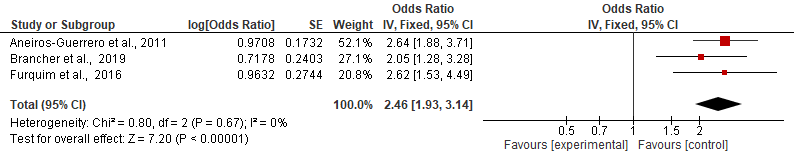 Odds Ratio Odds Ratio
Study or Subgroup log[Odds Ratio] SE Weight IV, Fixed, 95% CI IV, Fixed, 95% CI
Aneiros-Guerrero et al., 2011 0.9708 0.1732 52.1% 2.64 [1.88, 3.71]
Brancher et al., 2019 0.7178 0.2403 27.1% 2.05 [1.28, 3.28]
Furquim et al., 2016 0.9632 0.2744 20.8% 2.62 [1.53, 4.49]
Total (95% CI) 100.0% 2.46 [1.93, 3.14]
Heterogeneity: Chi² = 0.80, df = 2 (P = 0.67); I² = 0%
Test for overall effect: Z = 7.20 (P < 0.00001)
0.5 0.7 1 1.5 2
Favours [experimental] Favours [control]